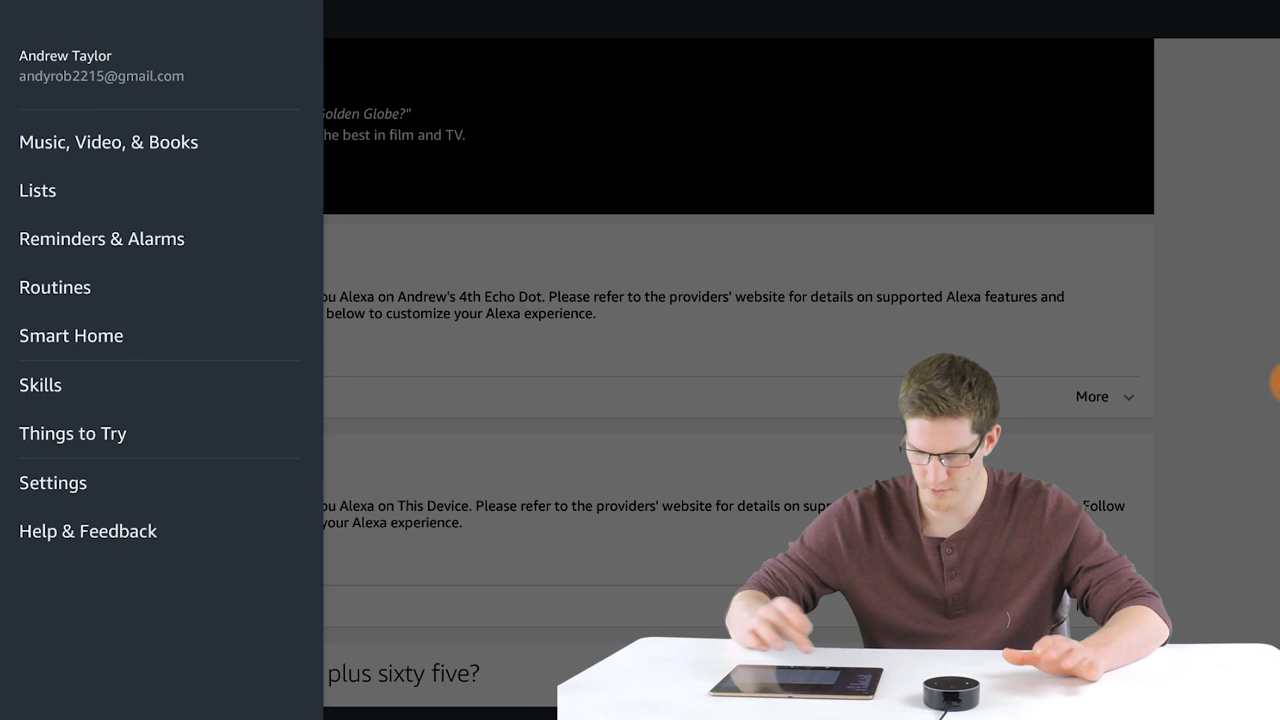 Andrew Taylor
andyrob2215@gmail.com
Music, Video, & Books
Lists
Reminders & Alarms
Routines
Smart Home
Skills
Things to Try
Settings
Help & Feedback
Golden Globe?"
he best in film and TV.
ou Alexa on Andrew's 4th Echo Dot. Please refer to the providers' website for details on supported Alexa features and
below to customize your Alexa experience.
More
ou Alexa on This Device. Please refer to the providers' website for details on Follow
your Alexa experience.
plus sixty five?